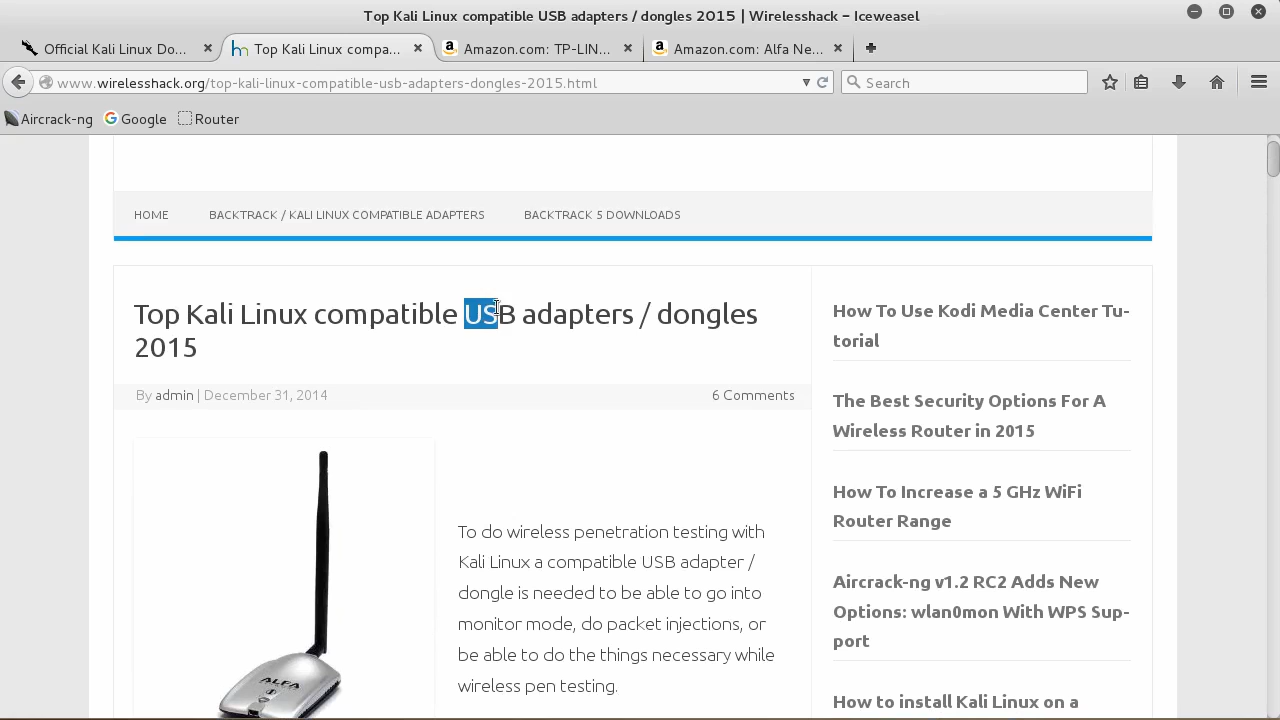 Top Kali Linux compatible USB adapters / dongles 2015 | Wirelesshack - Iceweasel
Official Kali Linux Do...
Top Kali Linux compa...
Amazon.com: TP-LIN...
Amazon.com: Alfa Ne...
www.wirelesshack.org/top-kali-linux-compatible-usb-adapters-dongles-2015.html
Search
Aircrack-ng
Google
Router
HOME
BACKTRACK / KALI LINUX COMPATIBLE ADAPTERS
BACKTRACK 5 DOWNLOADS
Top Kali Linux compatible USB adapters / dongles
2015
By admin | December 31, 2014
6 Comments
ALFA
To do wireless penetration testing with
Kali Linux a compatible USB adapter /
dongle is needed to be able to go into
monitor mode, do packet injections, or
be able to do the things necessary while
wireless pen testing.
How To Use Kodi Media Center Tu-
torial
The Best Security Options For A
Wireless Router in 2015
How To Increase a 5 GHz WiFi
Router Range
Aircrack-ng v1.2 RC2 Adds New
Options: wlan0mon With WPS Sup-
port
How to install Kali Linux on a